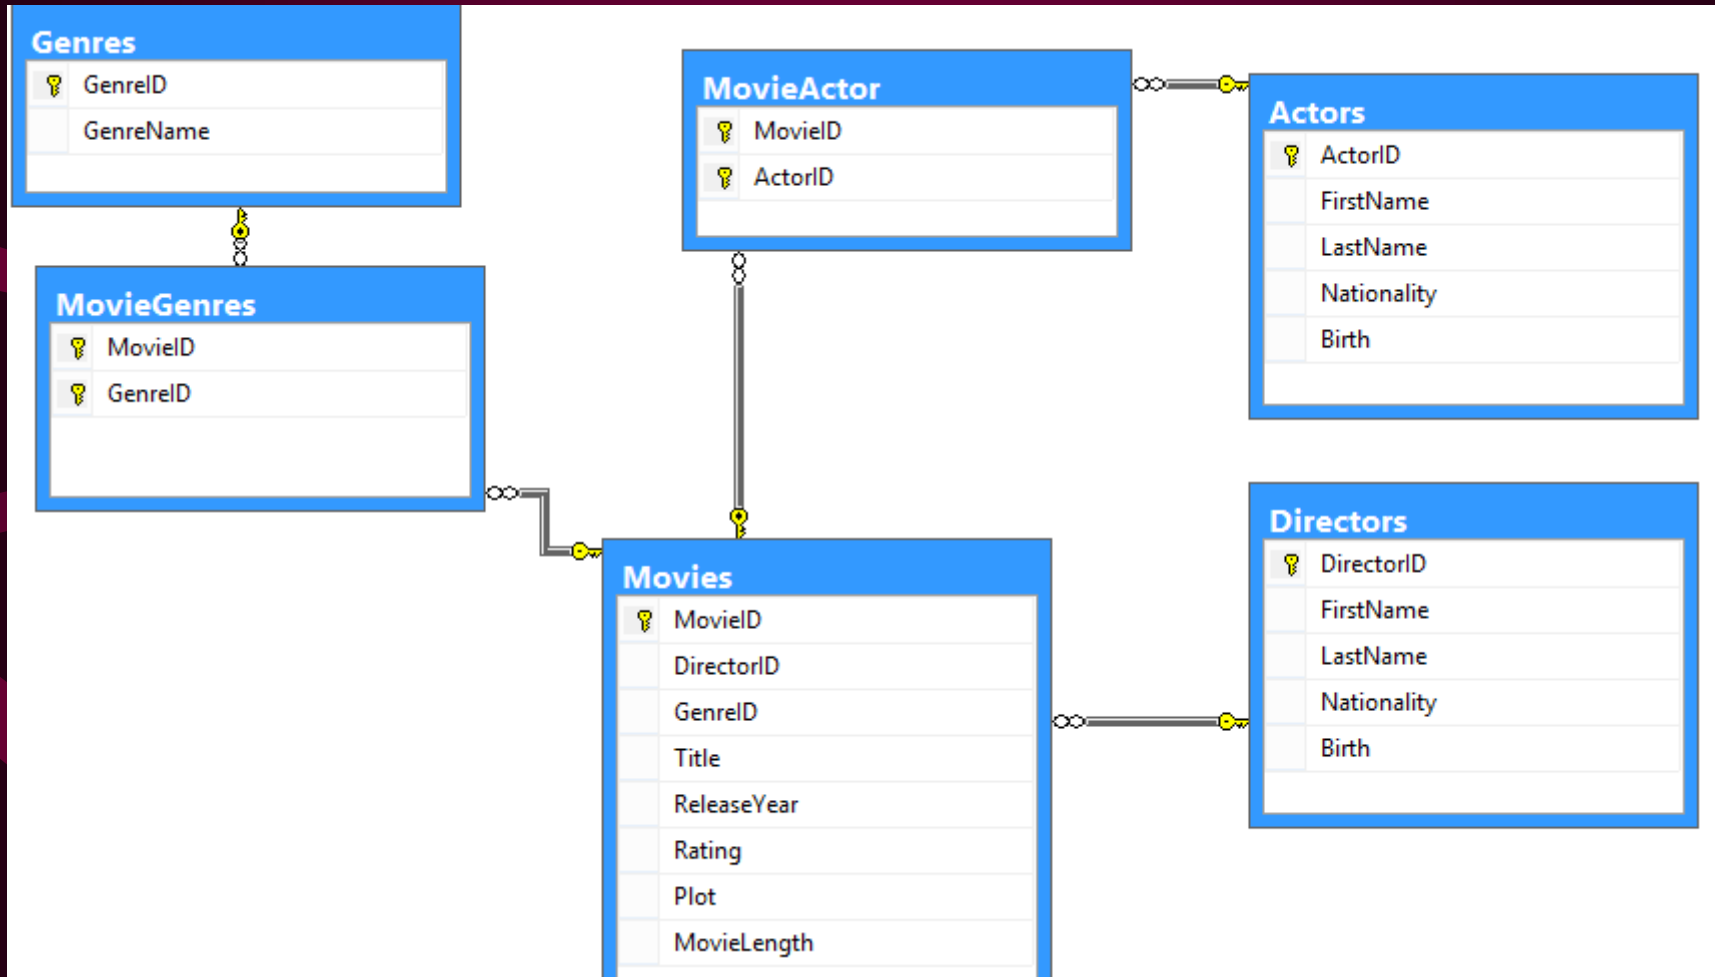 Genres
GenreID
GenreName
MovieGenres
MovieID
GenreID
MovieActor
MovieID
ActorID
Actors
ActorID
FirstName
LastName
Nationality
Birth
Movies
MovieID
DirectorID
GenreID
Title
ReleaseYear
Rating
Plot
MovieLength
Directors
DirectorID
FirstName
LastName
Nationality
Birth